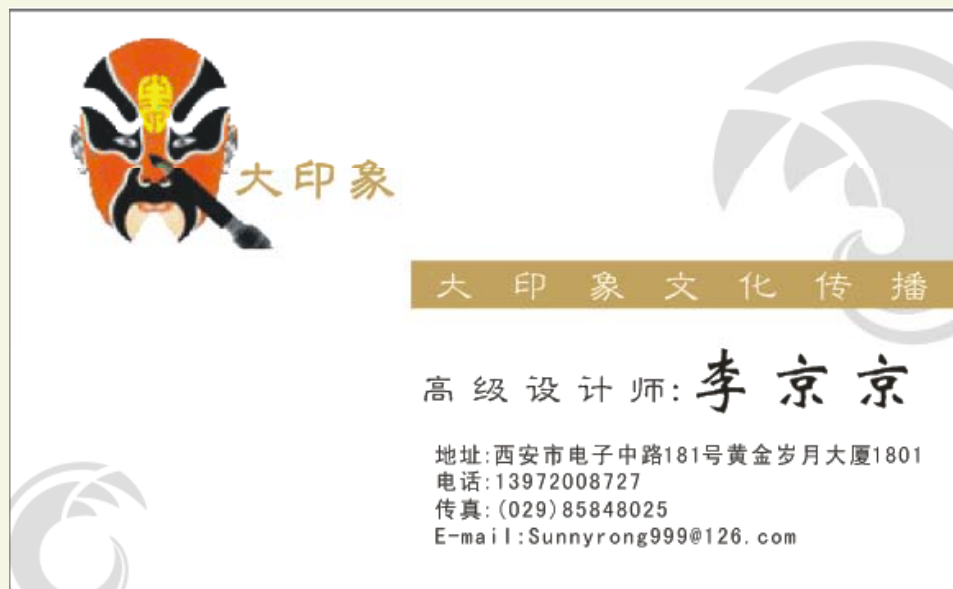 大印象
大印象文化传播
高级设计师:李京京
地址:西安市电子中路181号黄金岁月大厦1801
电话:13972008727
传真:(029)85848025
E-mail:Sunnyrong999@126.com